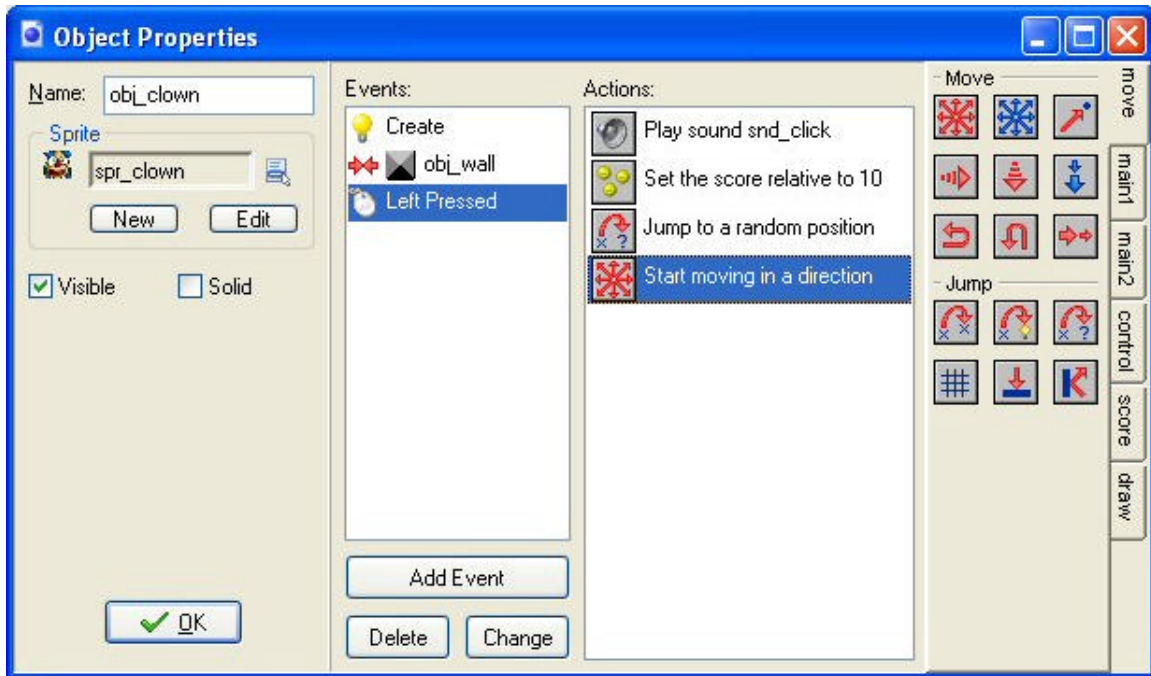 Object Properties
Name: obj_clown
Sprite
spr_clown
New Edit
Visible Solid
OK
Events:
Create
obj_wall
Left Pressed
Add Event
Delete Change
Actions:
Play sound snd_click
Set the score relative to 10
Jump to a random position
Start moving in a direction
Move
Jump
move
main1
main2
control
score
draw